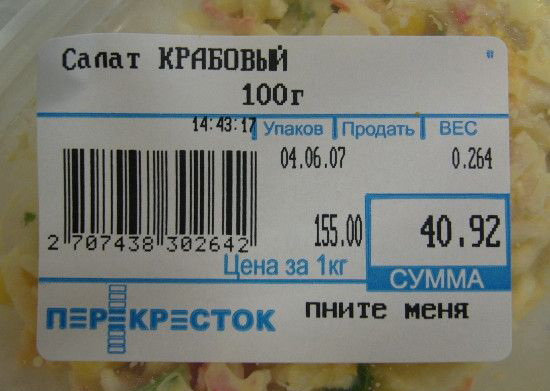 Салат КРАБОВЫЙ
100г
14:43:17 Упаков Продать ВЕС
04.06.07 0.264
155.00 40.92
2 707438 302642
Цена за 1кг СУММА
ПЕРЕКРЕСТОК пните меня